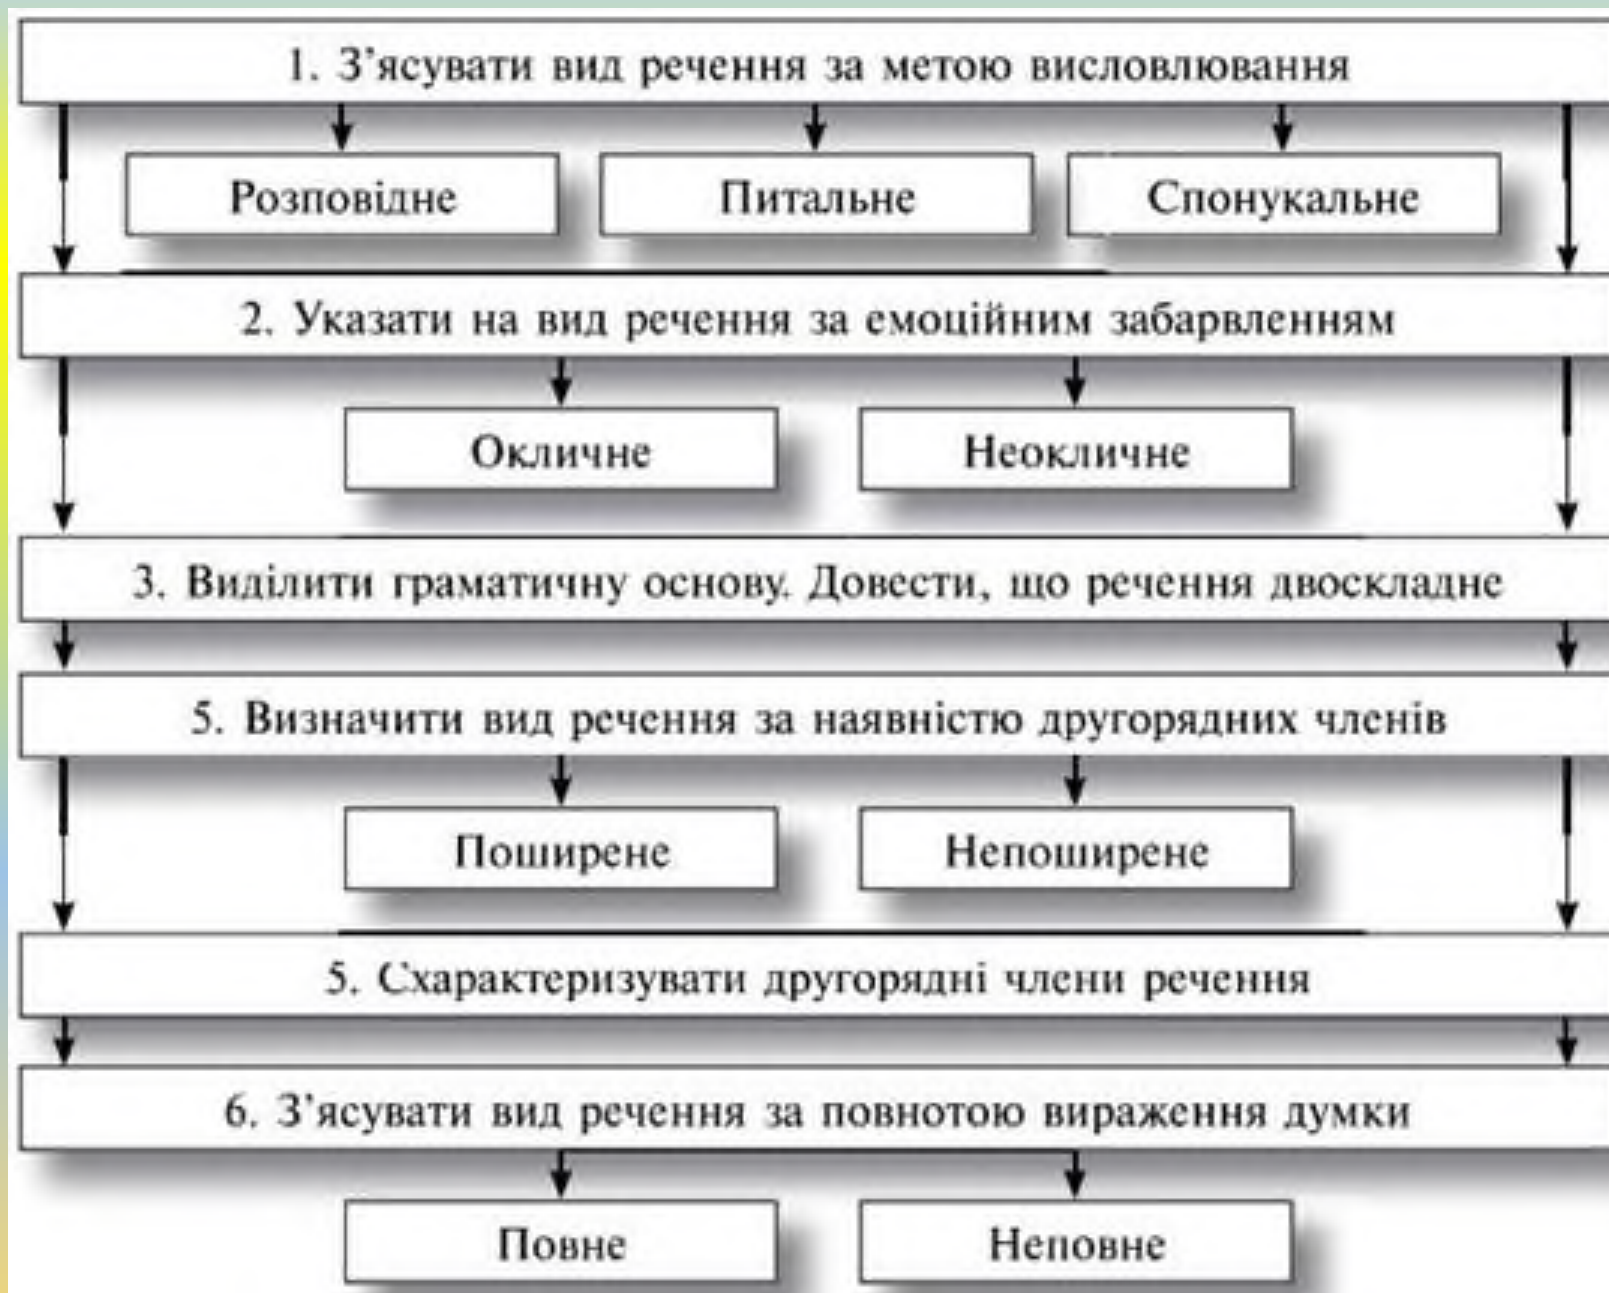 1. З’ясувати вид речення за метою висловлювання
Розповідне Питальне Спонукальне
2. Указати на вид речення за емоційним забарвленням
Окличне Неокличне
3. Виділити граматичну основу. Довести, що речення двоскладне
5. Визначити вид речення за наявністю другорядних членів
Поширене Непоширене
5. Схарактеризувати другорядні члени речення
6. З’ясувати вид речення за повнотою вираження думки
Повне Неповне